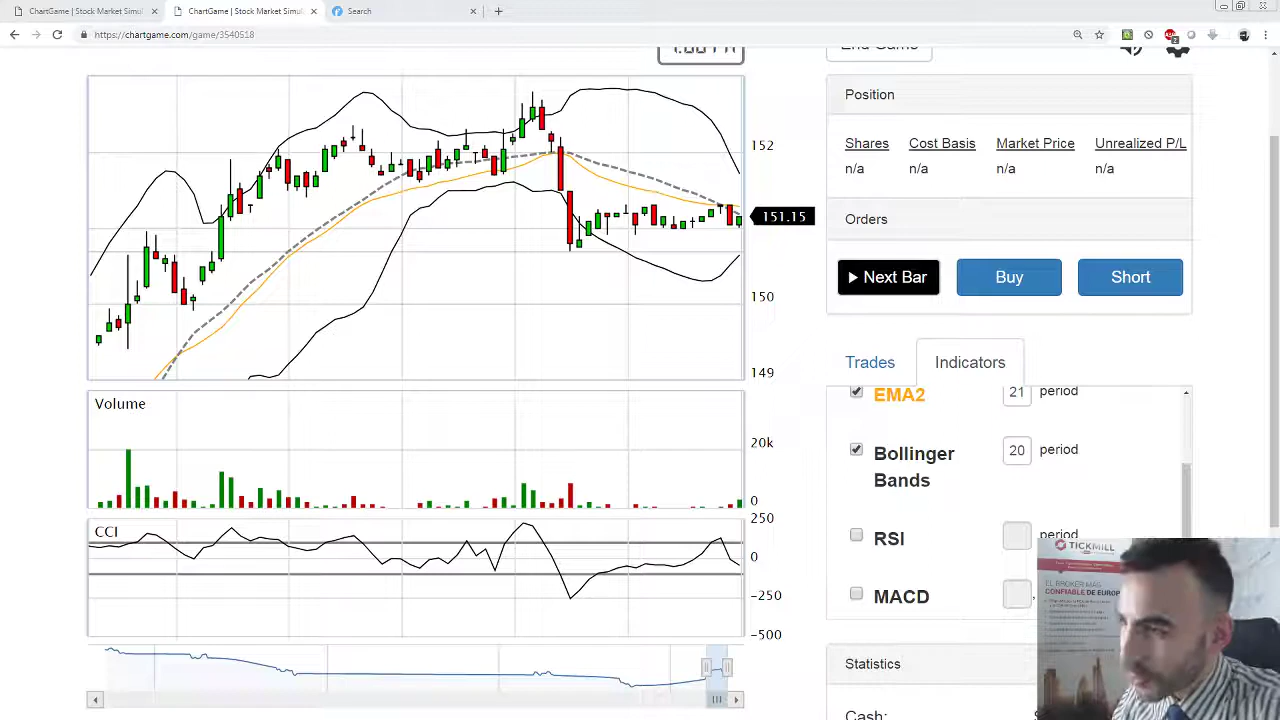 ChartGame | Stock Market Simul
ChartGame | Stock Market Simul
Search
https://chartgame.com/game/3540518
End Game
Position
Shares Cost Basis Market Price Unrealized P/L
n/a n/a n/a n/a
Orders
Next Bar Buy Short
Trades Indicators
EMA2 21 period
Bollinger Bands 20 period
RSI period
MACD
Statistics
Cash:
152
151.15
150
149
Volume
20k
0
CCI
250
0
-250
-500
TICKMILL
EL BROKER MÁS
CONFIABLE DE EUROP